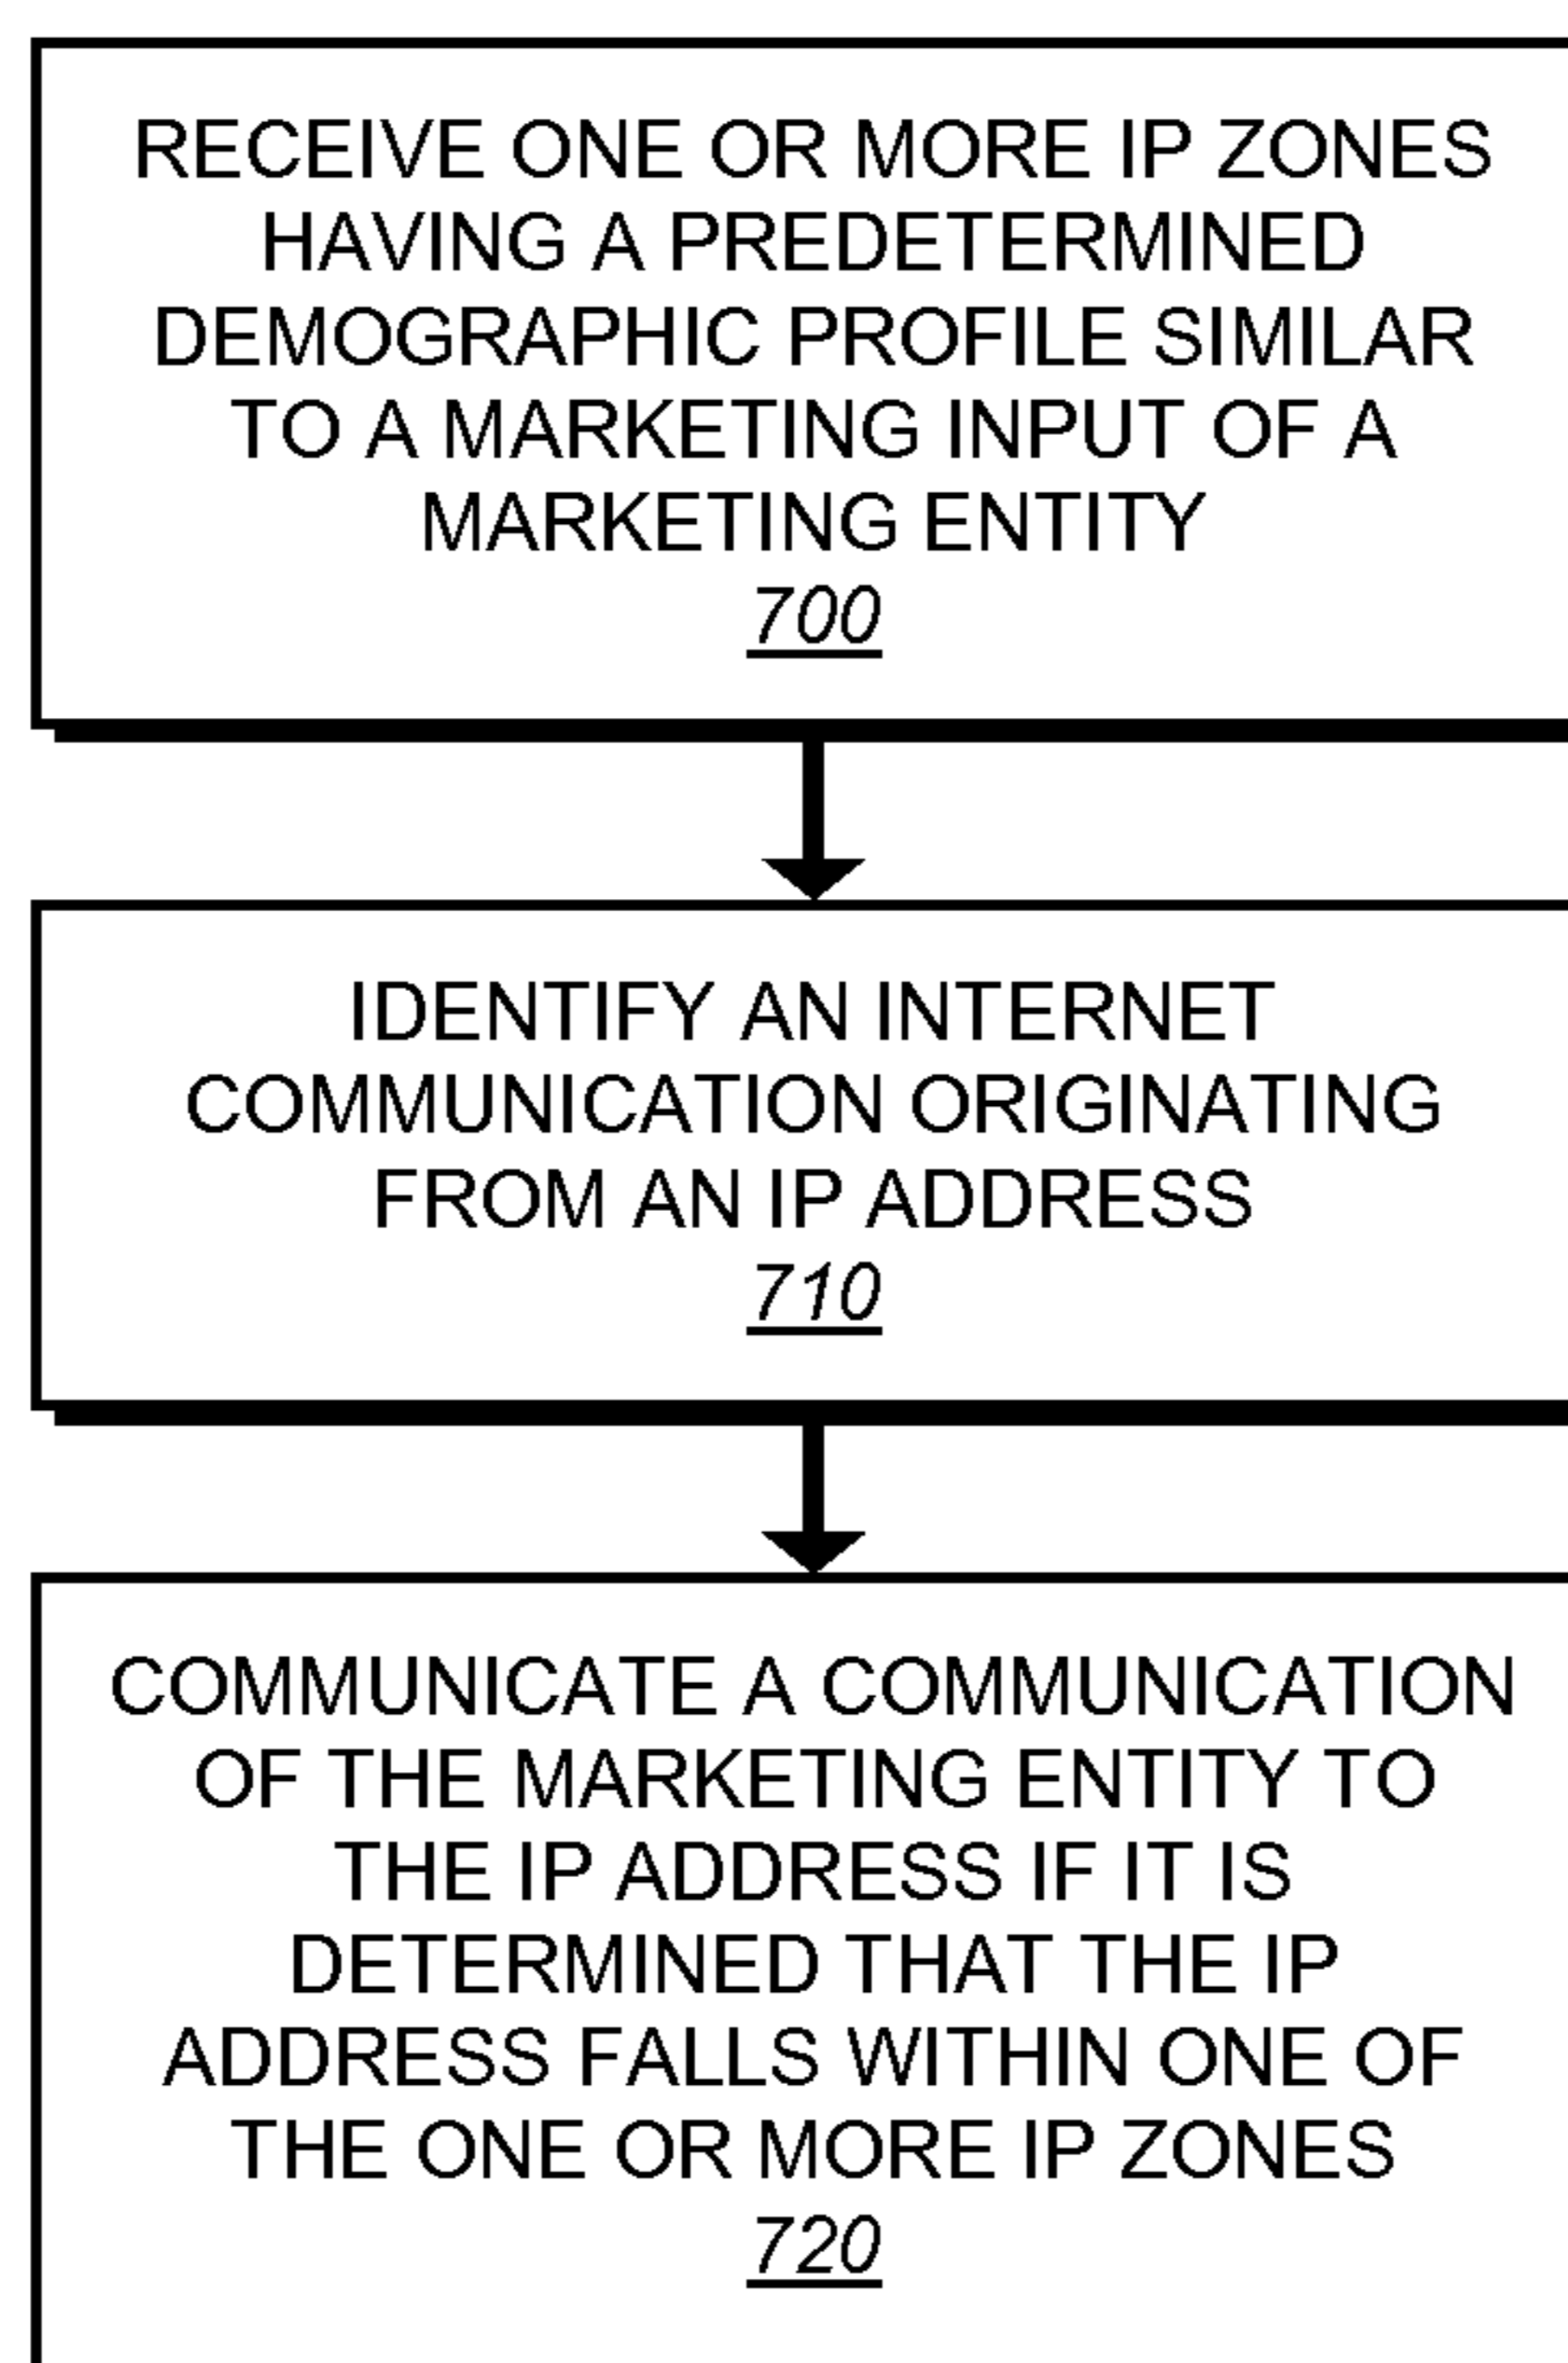 RECEIVE ONE OR MORE IP ZONES
HAVING A PREDETERMINED
DEMOGRAPHIC PROFILE SIMILAR
TO A MARKETING INPUT OF A
MARKETING ENTITY
700
IDENTIFY AN INTERNET
COMMUNICATION ORIGINATING
FROM AN IP ADDRESS
710
COMMUNICATE A COMMUNICATION
OF THE MARKETING ENTITY TO
THE IP ADDRESS IF IT IS
DETERMINED THAT THE IP
ADDRESS FALLS WITHIN ONE OF
THE ONE OR MORE IP ZONES
720